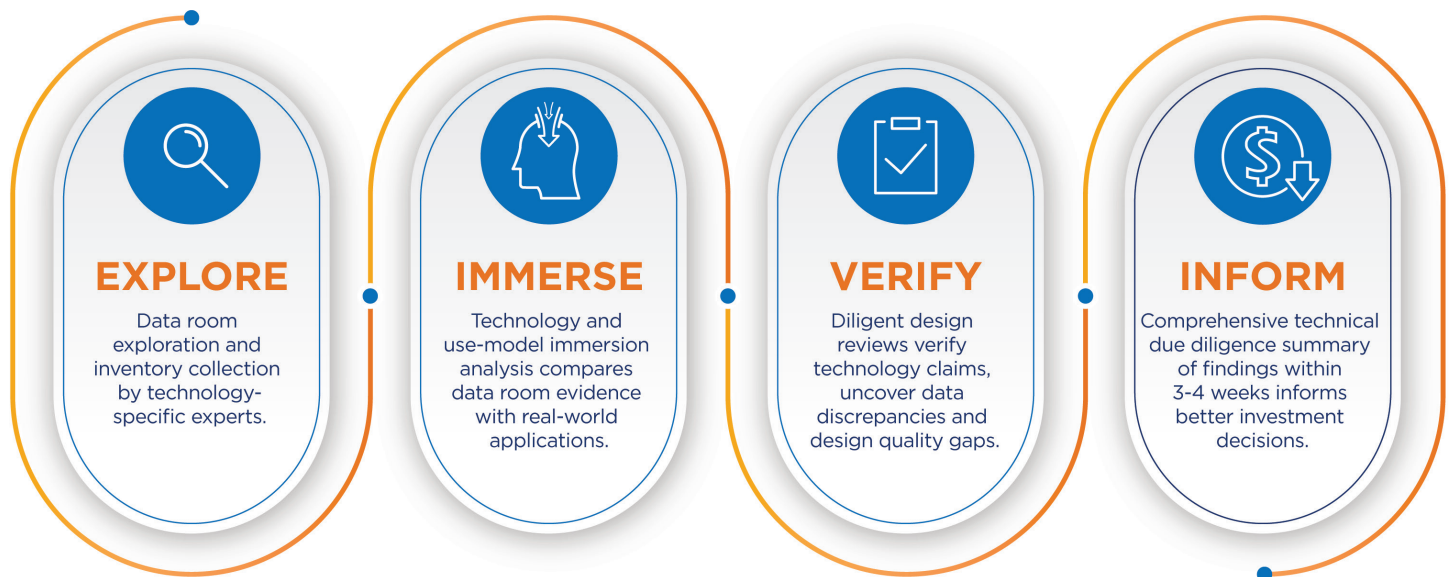 EXPLORE
Data room
exploration and
inventory collection
by technology-
specific experts.
IMMERSE
Technology and
use-model immersion
analysis compares
data room evidence
with real-world
applications.
VERIFY
Diligent design
reviews verify
technology claims,
uncover data
discrepancies and
design quality gaps.
$
INFORM
Comprehensive technical
due diligence summary
of findings within
3-4 weeks informs
better investment
decisions.